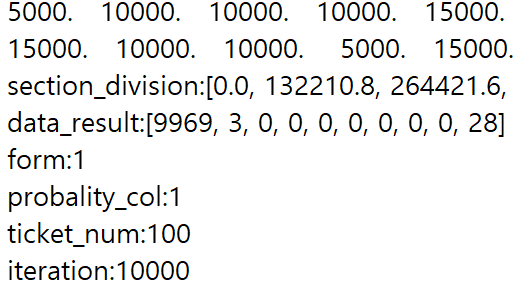 5000. 10000. 10000. 10000. 15000.
15000. 10000. 10000. 5000. 15000.
section_division:[0.0, 132210.8, 264421.6,
data_result:[9969, 3, 0, 0, 0, 0, 0, 0, 0, 28]
form:1
probality_col:1
ticket_num:100
iteration:10000